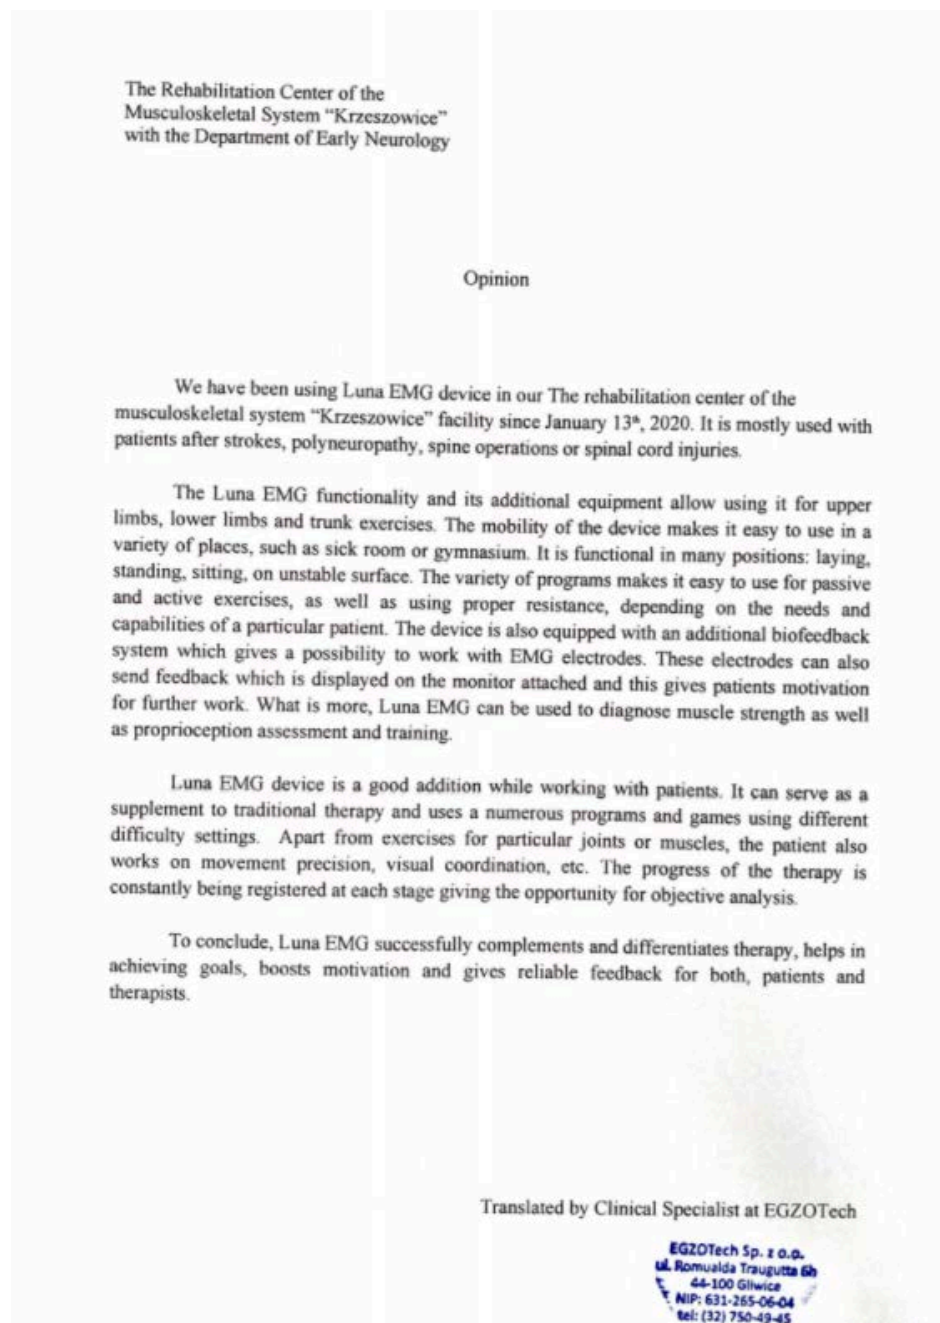 The Rehabilitation Center of the
Musculoskeletal System “Krzeszowice”
with the Department of Early Neurology
Opinion
We have been using Luna EMG device in our The rehabilitation center of the
musculoskeletal system “Krzeszowice” facility since January 13ᵗʰ, 2020. It is mostly used with
patients after strokes, polyneuropathy, spine operations or spinal cord injuries.
The Luna EMG functionality and its additional equipment allow using it for upper
limbs, lower limbs and trunk exercises. The mobility of the device makes it easy to use in a
variety of places, such as sick room or gymnasium. It is functional in many positions: laying,
standing, sitting, on unstable surface. The variety of programs makes it easy to use for passive
and active exercises, as well as using proper resistance, depending on the needs and
capabilities of a particular patient. The device is also equipped with an additional biofeedback
system which gives a possibility to work with EMG electrodes. These electrodes can also
send feedback which is displayed on the monitor attached and this gives patients motivation
for further work. What is more, Luna EMG can be used to diagnose muscle strength as well
as proprioception assessment and training.
Luna EMG device is a good addition while working with patients. It can serve as a
supplement to traditional therapy and uses a numerous programs and games using different
difficulty settings. Apart from exercises for particular joints or muscles, the patient also
works on movement precision, visual coordination, etc. The progress of the therapy is
constantly being registered at each stage giving the opportunity for objective analysis.
To conclude, Luna EMG successfully complements and differentiates therapy, helps in
achieving goals, boosts motivation and gives reliable feedback for both, patients and
therapists.
Translated by Clinical Specialist at EGZOTech
EGZOTech Sp. z o.o.
ul. Romualda Traugutta 6h
44-100 Gliwice
NIP: 631-265-06-04
tel: (32) 750-49-45